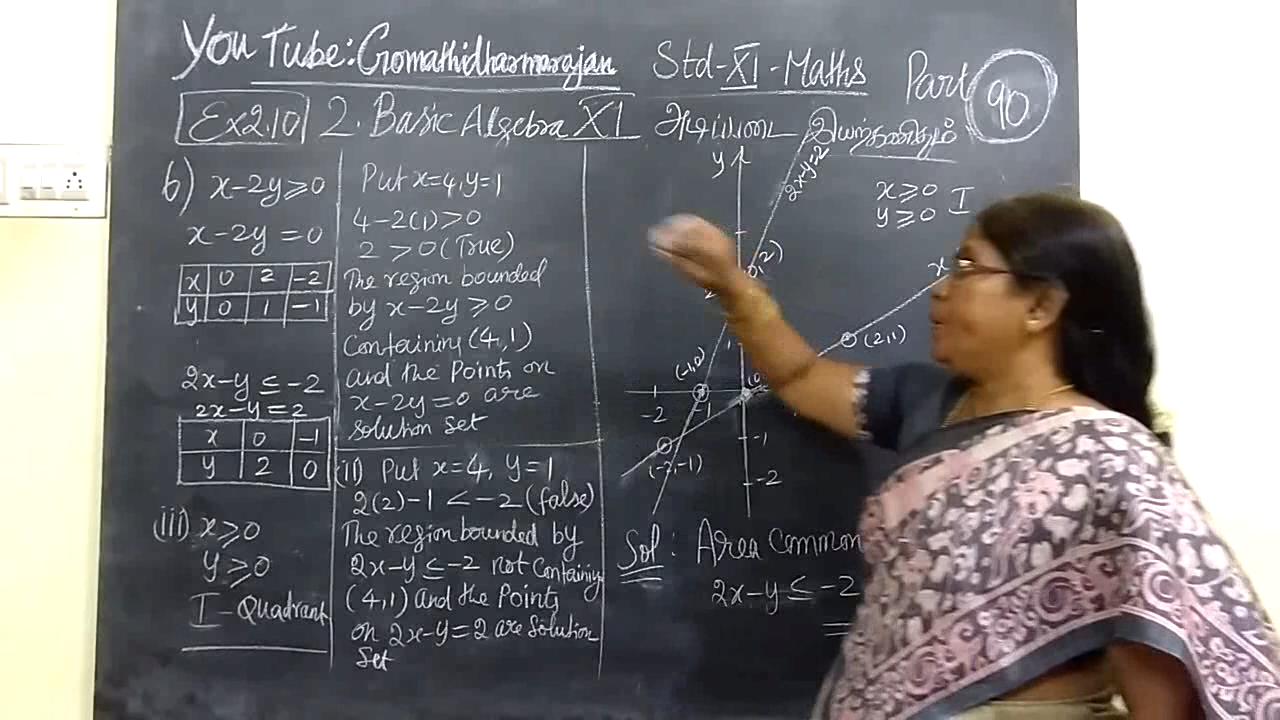 YouTube: Gomathidharmarajan Std-XI-Maths Part 90
Ex2.10 2. Basic Algebra XI அடிப்படை இயற்கணிதம்
6) x-2y≥0
x-2y=0
x 0 2 -2
y 0 1 -1
2x-y≤-2
2x-y=2
x 0 -1
y 2 0
(iii) x≥0
y≥0
I-Quadrant
Put x=4, y=1
4-2(1)>0
2>0 (True)
The region bounded
by x-2y≥0
Containing (4,1)
and the Points on
x-2y=0 are
solution set
(ii) Put x=4, y=1
2(2)-1<-2 (false)
The region bounded by
2x-y≤-2 not Containing
(4,1) and the Points
on 2x-y=2 are Solution
Set
y
2x-y=2
x≥0
y≥0 I
2)
2
x
(2,1)
1
(-1,0)
(0
-2
-1
-1
(-2,-1)
-2
Sol: Area Common
2x-y≤-2